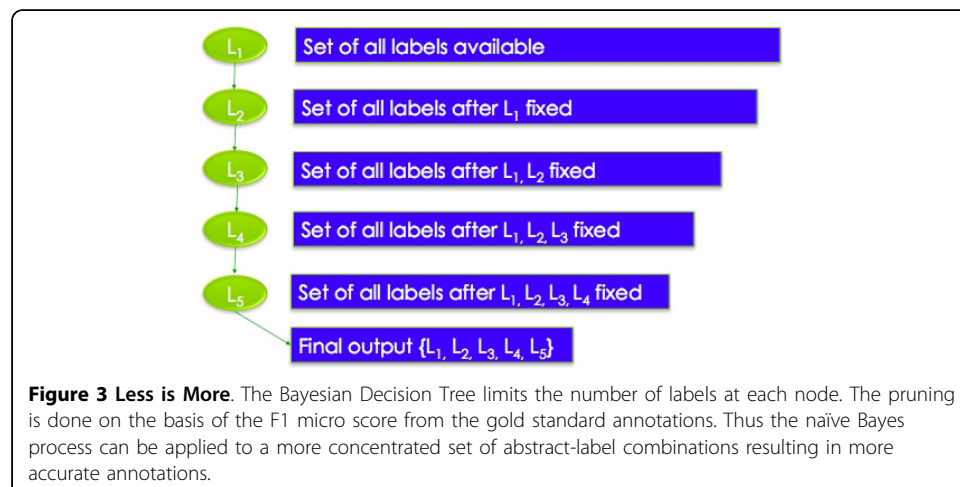 L1 Set of all labels available
L2 Set of all labels after L1 fixed
L3 Set of all labels after L1, L2 fixed
L4 Set of all labels after L1, L2, L3 fixed
L5 Set of all labels after L1, L2, L3, L4 fixed
Final output {L1, L2, L3, L4, L5}
Figure 3 Less is More. The Bayesian Decision Tree limits the number of labels at each node. The pruning
is done on the basis of the F1 micro score from the gold standard annotations. Thus the naïve Bayes
process can be applied to a more concentrated set of abstract-label combinations resulting in more
accurate annotations.